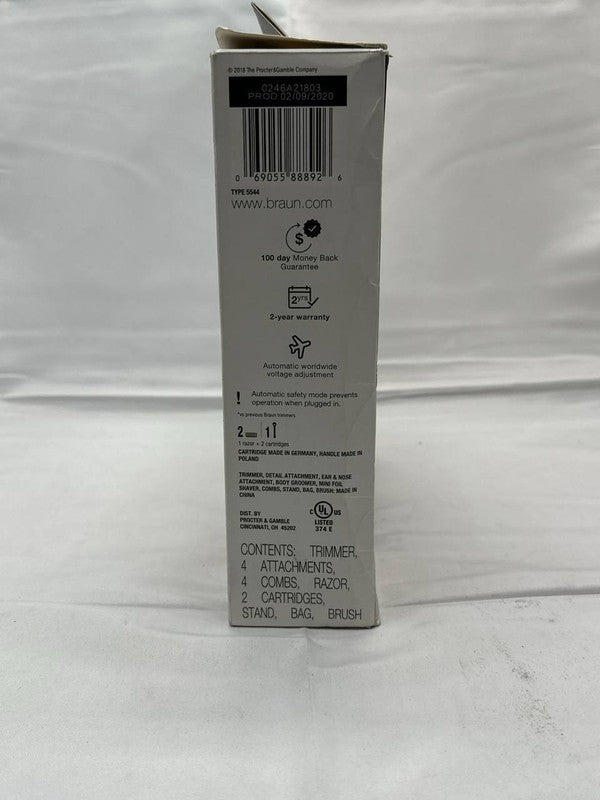 © 2018 The Procter&Gamble Company
0246A21803
PROD 02/09/2020
0 69055 88892 6
TYPE 5544
www.braun.com
$
100 day Money Back
Guarantee
2yrs
2-year warranty
Automatic worldwide
voltage adjustment
! Automatic safety mode prevents
operation when plugged in.
*vs previous Braun trimmers
2 1
1 razor + 2 cartridges
CARTRIDGE MADE IN GERMANY, HANDLE MADE IN
POLAND
TRIMMER, DETAIL ATTACHMENT, EAR & NOSE
ATTACHMENT, BODY GROOMER, MINI FOIL
SHAVER, COMBS, STAND, BAG, BRUSH: MADE IN
CHINA
DIST. BY
PROCTER & GAMBLE
CINCINNATI, OH 45202
C UL US
LISTED
374 E
CONTENTS: TRIMMER,
4 ATTACHMENTS,
4 COMBS, RAZOR,
2 CARTRIDGES,
STAND, BAG, BRUSH